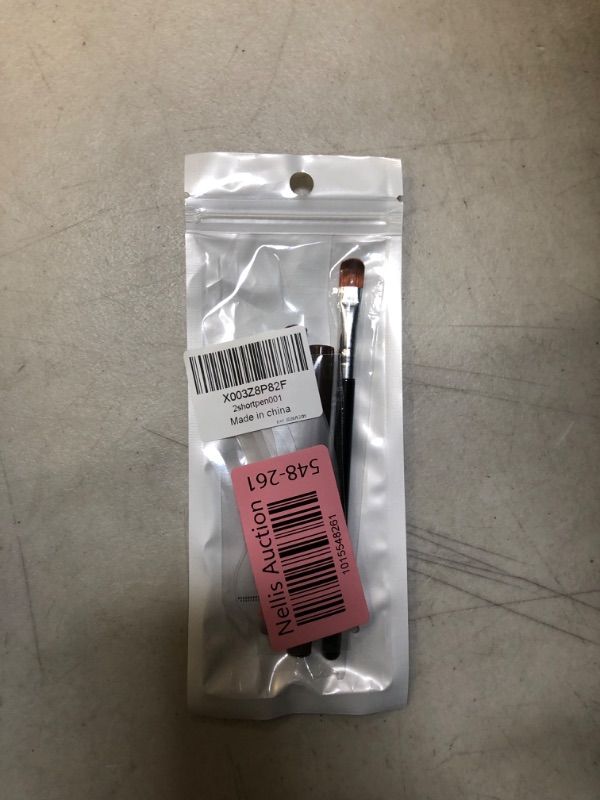 X003Z8P82F
2shortpen001
Made in china
548-261
Nellis Auction
1015548261